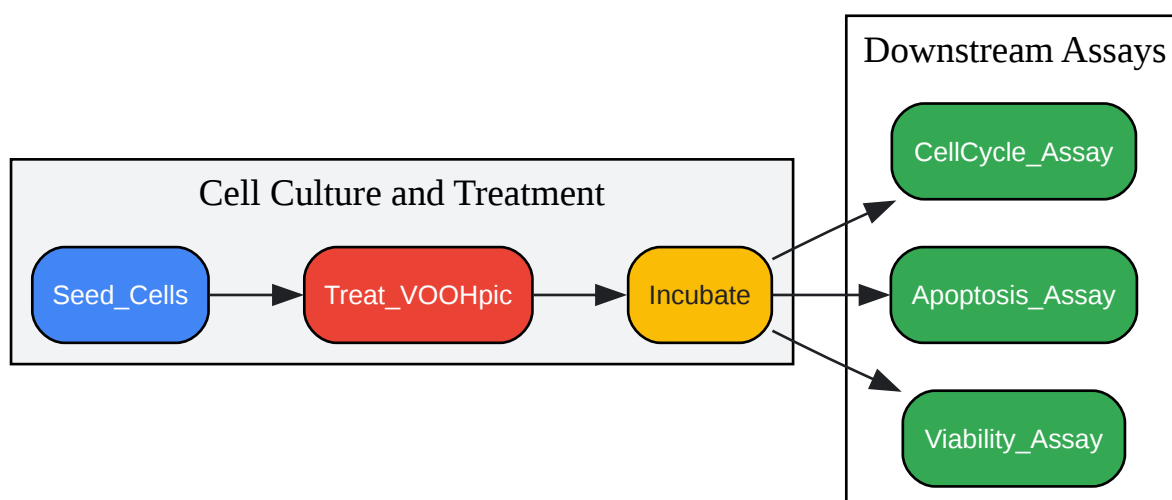 Downstream Assays
CellCycle_Assay
Cell Culture and Treatment
Seed_Cells
Treat_VOOHpic
Incubate
Apoptosis_Assay
Viability_Assay